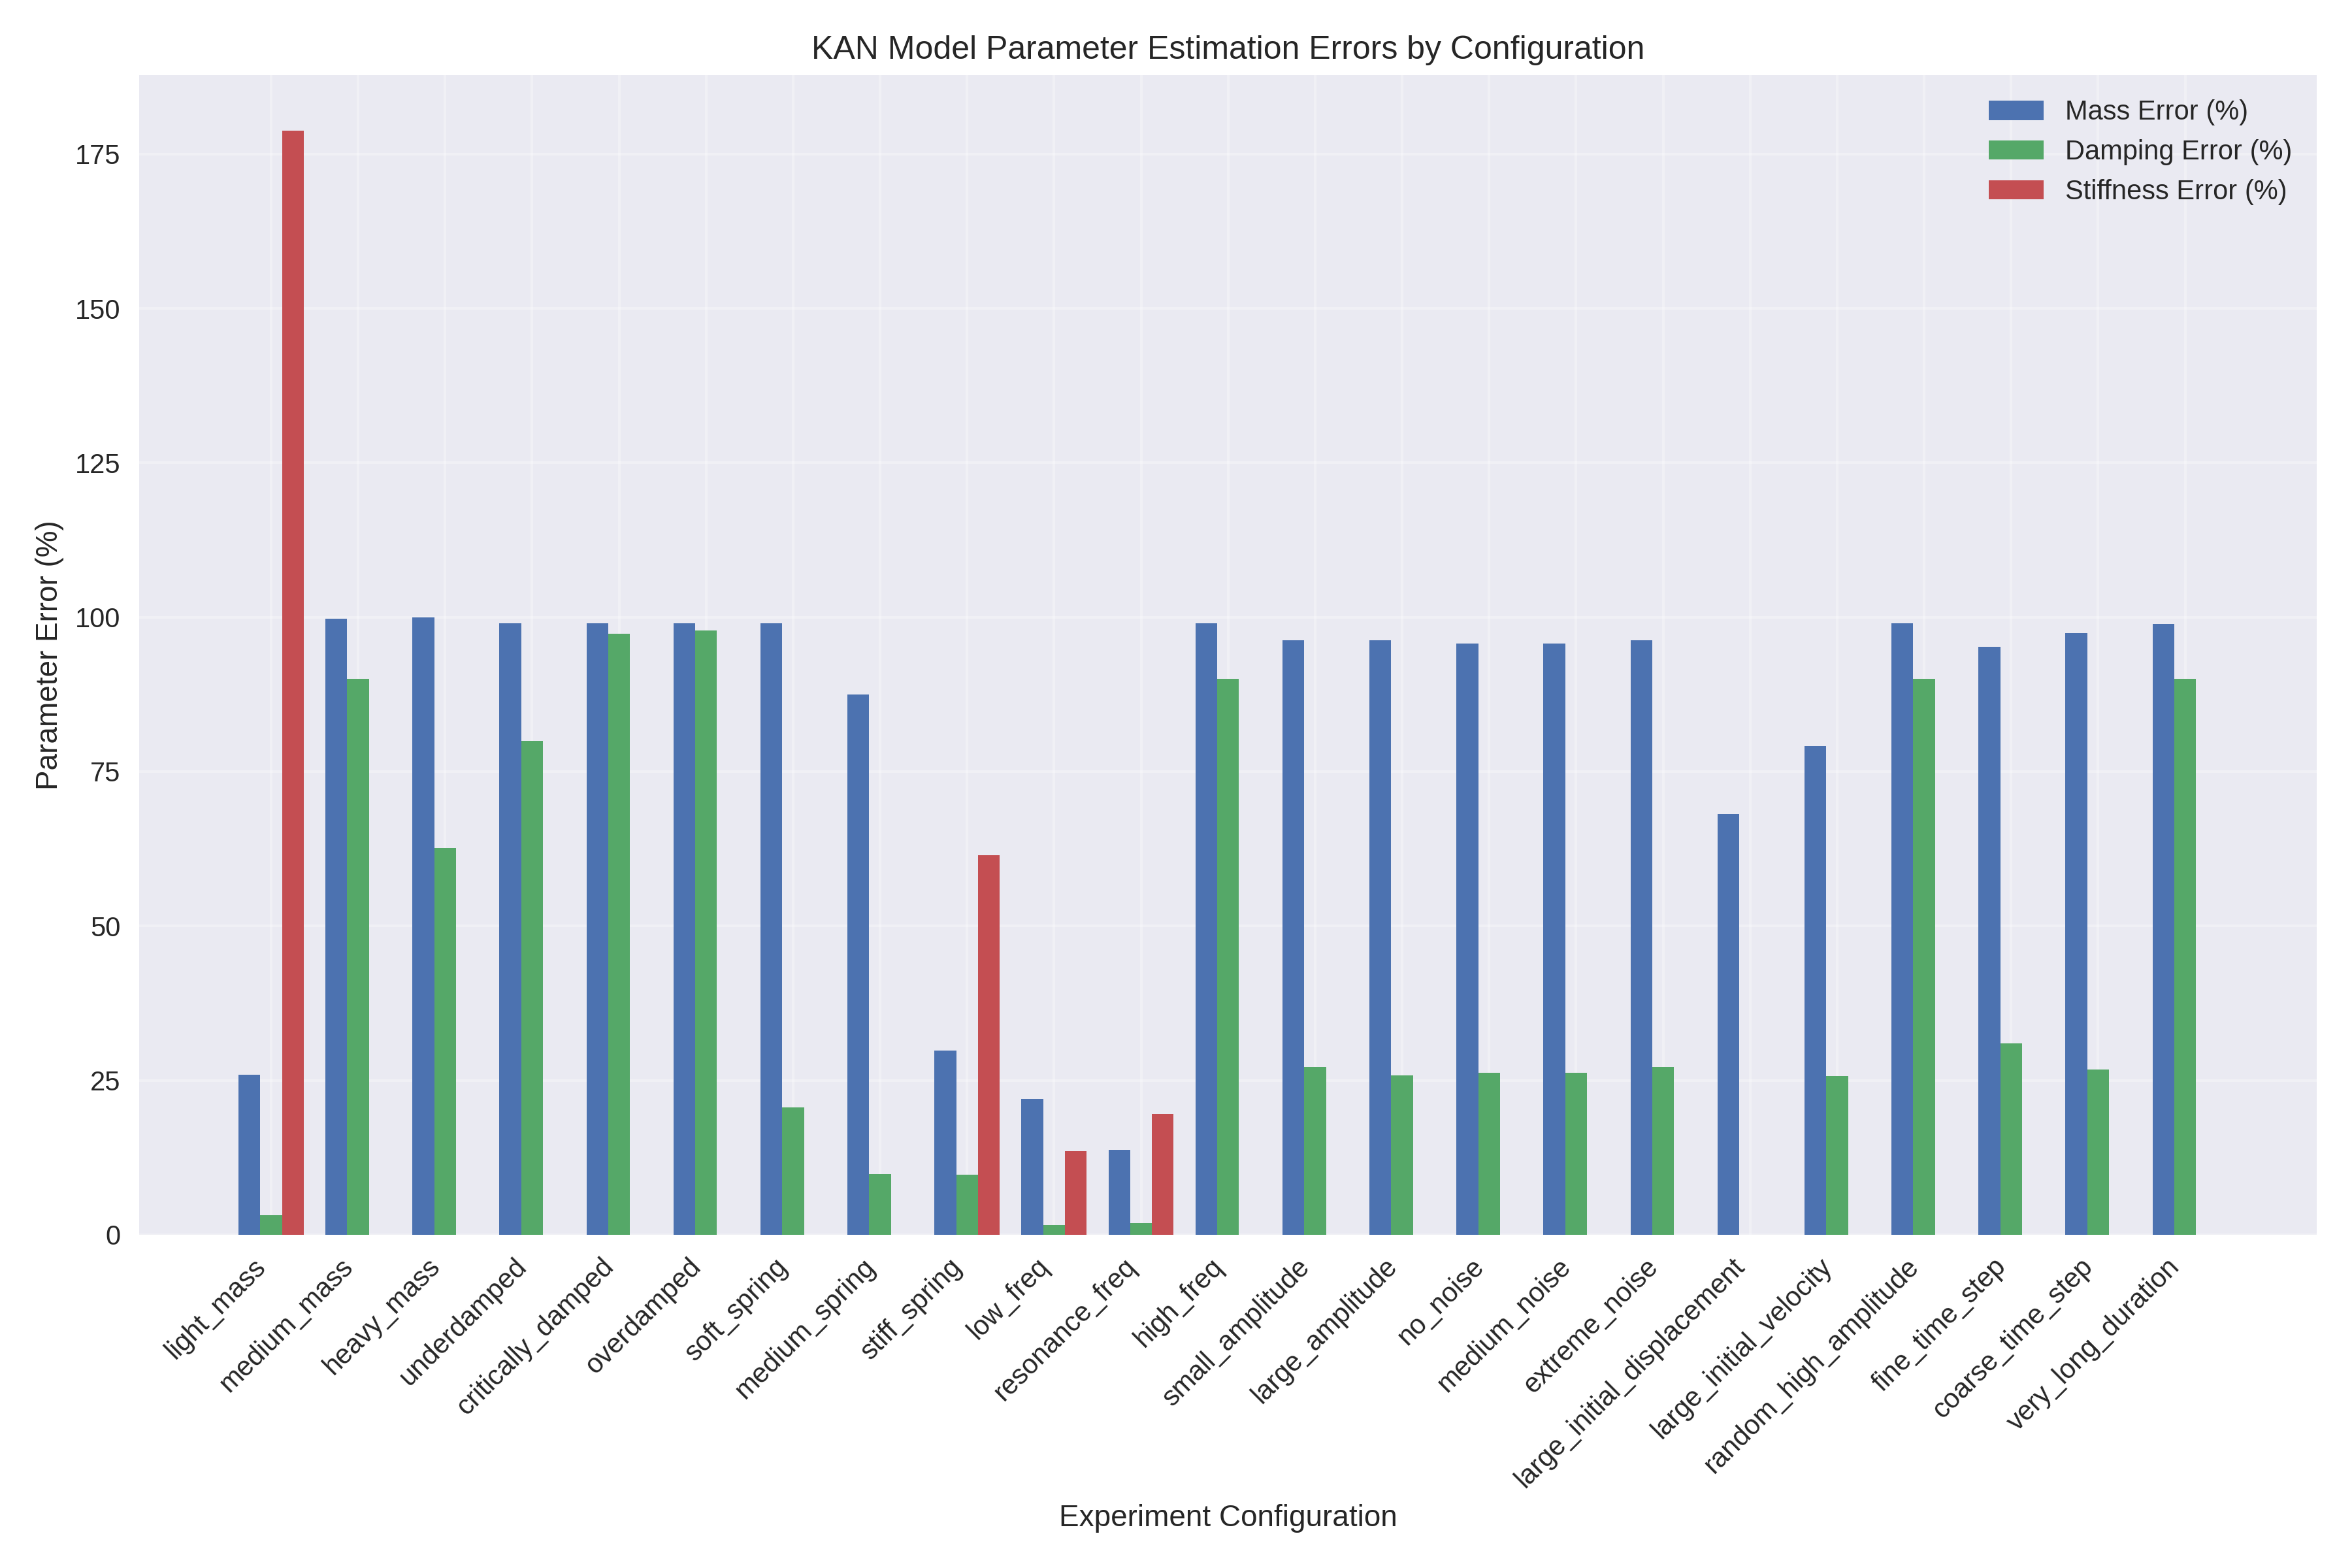 KAN Model Parameter Estimation Errors by Configuration
Mass Error (%)
Damping Error (%)
Stiffness Error (%)
Parameter Error (%)
175
150
125
100
75
50
25
0
light_mass
medium_mass
heavy_mass
underdamped
critically_damped
overdamped
soft_spring
medium_spring
stiff_spring
low_freq
resonance_freq
high_freq
small_amplitude
large_amplitude
no_noise
medium_noise
extreme_noise
large_initial_displacement
large_initial_velocity
random_high_amplitude
fine_time_step
coarse_time_step
very_long_duration
Experiment Configuration